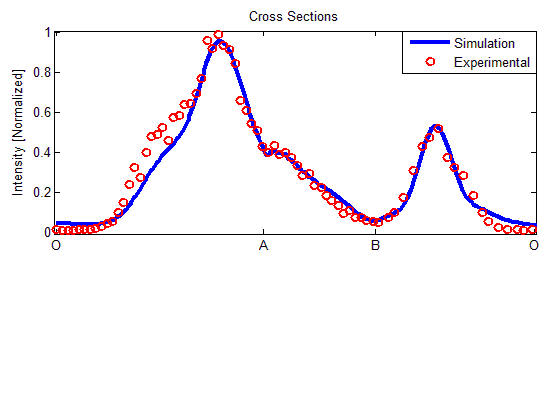 Cross Sections
Simulation
Experimental
Intensity [Normalized]
1
0.8
0.6
0.4
0.2
0
O A B O